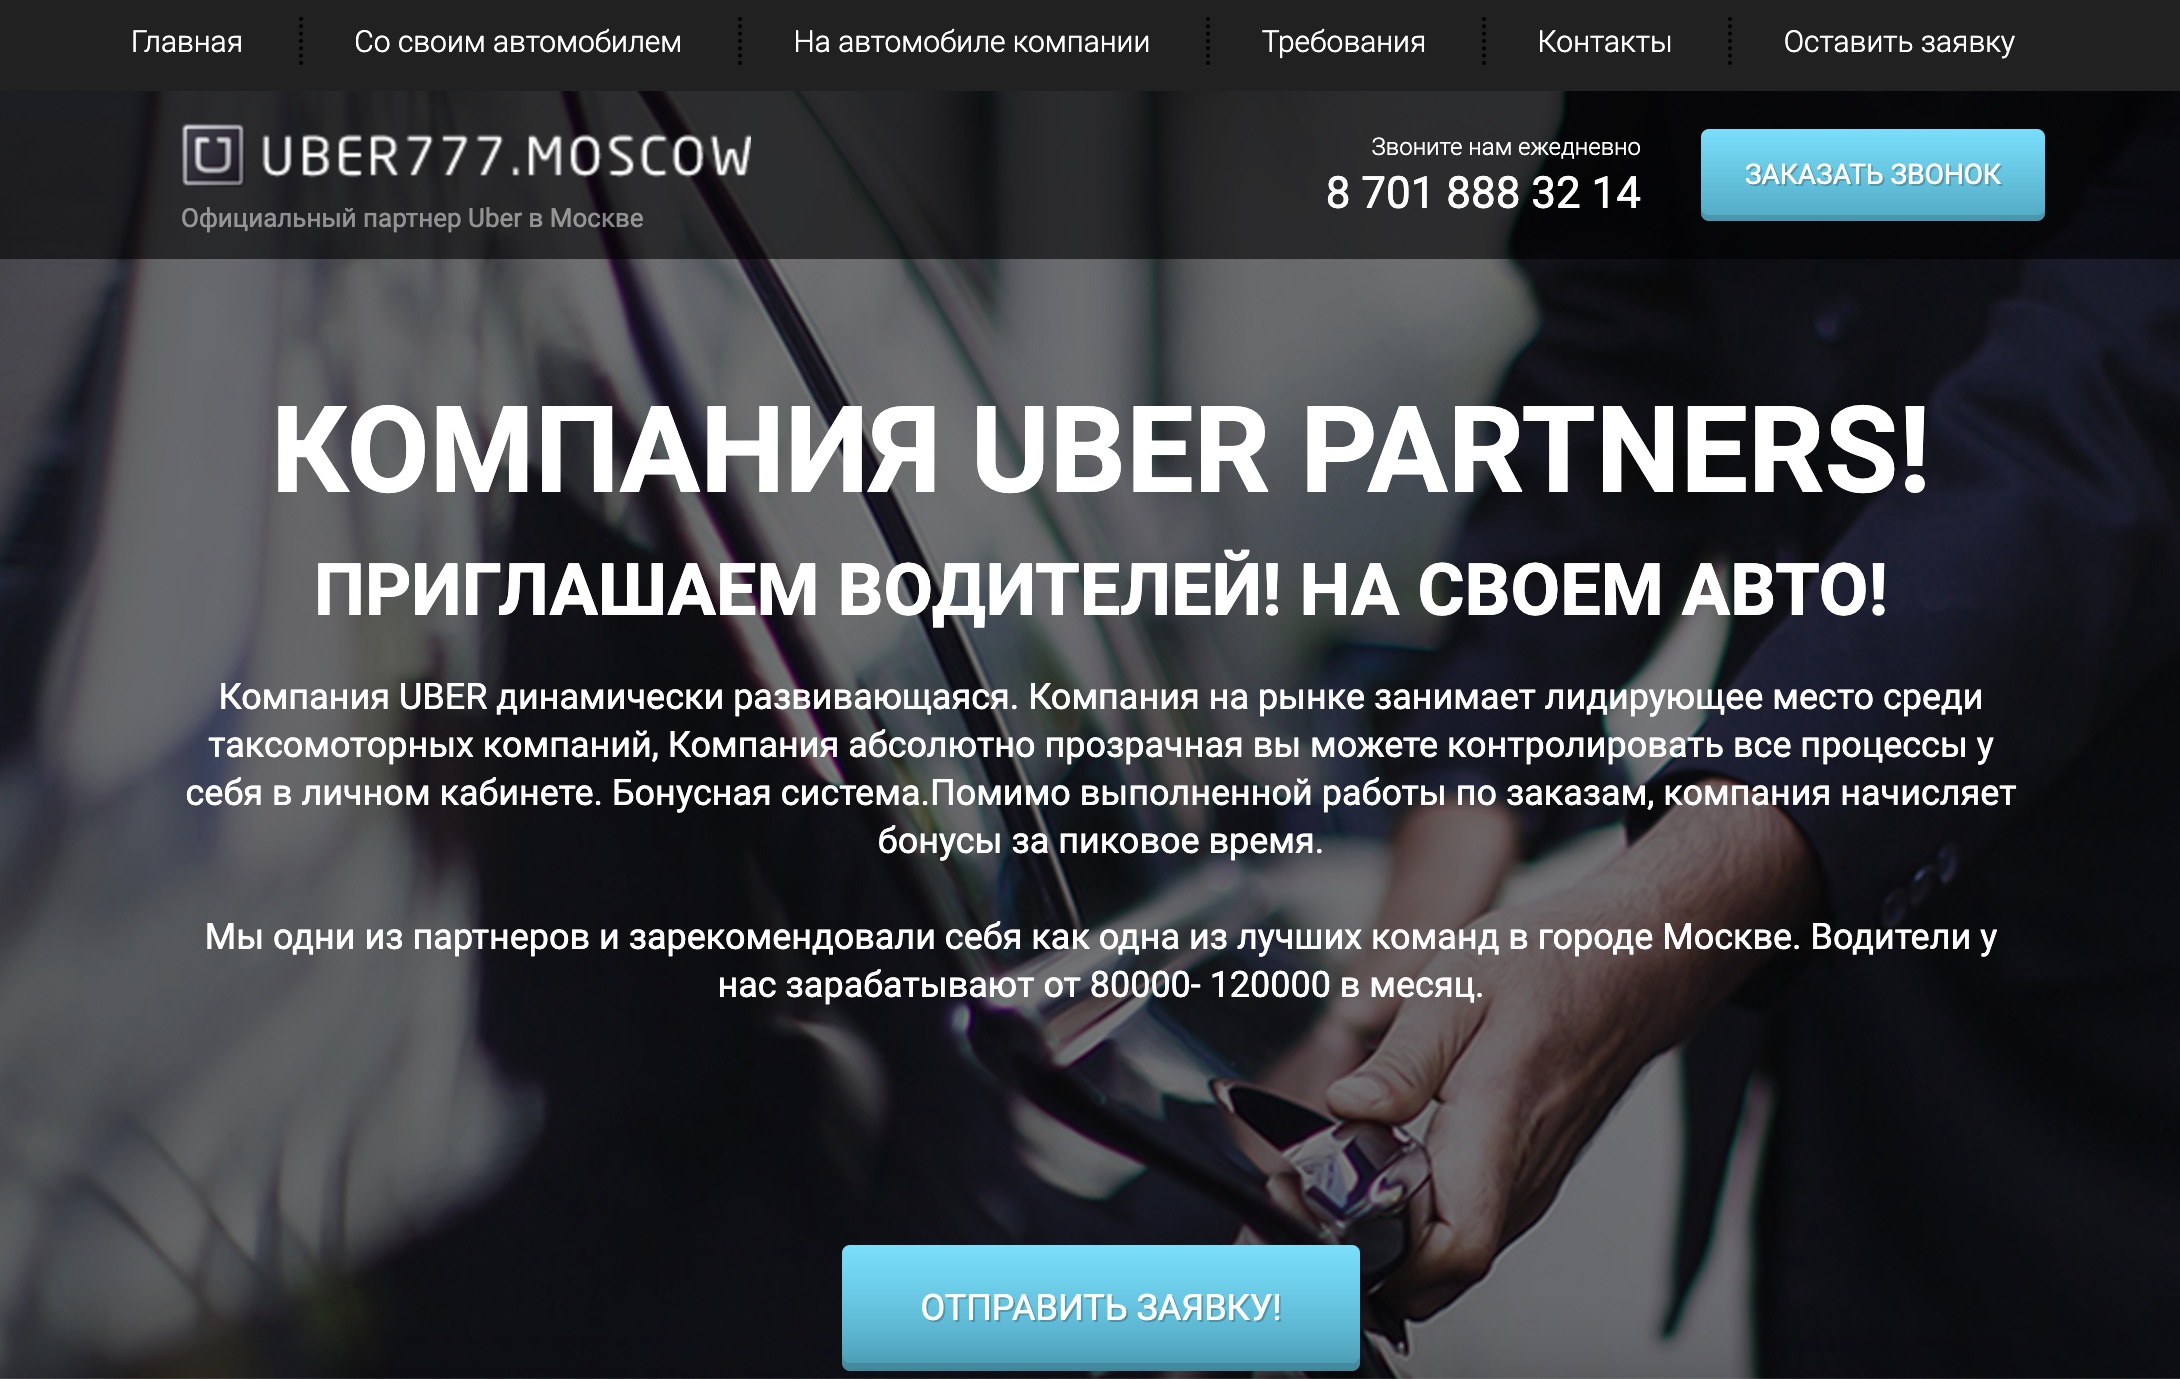 Главная
Со своим автомобилем
На автомобиле компании
Требования
Контакты
Оставить заявку
UBER777.MOSCOW
Официальный партнер Uber в Москве
Звоните нам ежедневно
8 701 888 32 14
ЗАКАЗАТЬ ЗВОНОК
КОМПАНИЯ UBER PARTNERS!
ПРИГЛАШАЕМ ВОДИТЕЛЕЙ! НА СВОЕМ АВТО!
Компания UBER динамически развивающаяся. Компания на рынке занимает лидирующее место среди
таксомоторных компаний, Компания абсолютно прозрачная вы можете контролировать все процессы у
себя в личном кабинете. Бонусная система.Помимо выполненной работы по заказам, компания начисляет
бонусы за пиковое время.
Мы одни из партнеров и зарекомендовали себя как одна из лучших команд в городе Москве. Водители у
нас зарабатывают от 80000- 120000 в месяц.
ОТПРАВИТЬ ЗАЯВКУ!